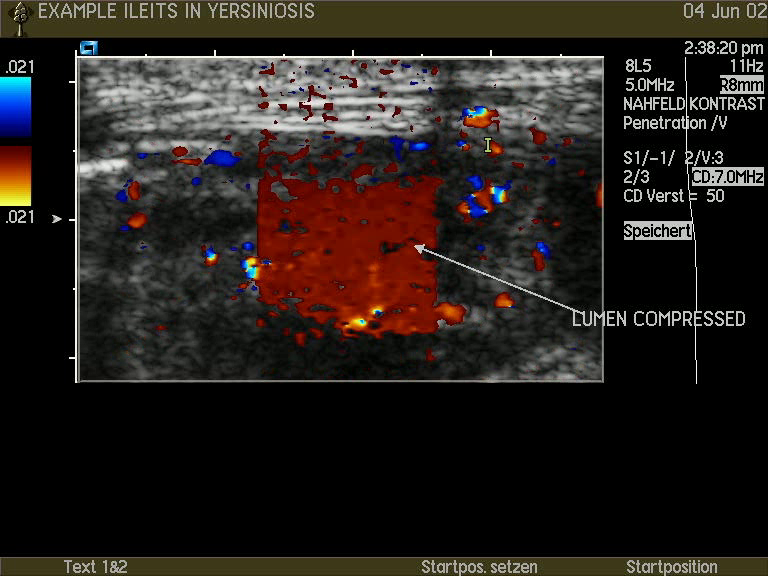 EXAMPLE ILEITS IN YERSINIOSIS
04 Jun 02
2:38:20 pm
8L5 11Hz
5.0MHz R8mm
NAHFELD KONTRAST
Penetration /V
S1/-1/ 2/V:3
2/3 CD:7.0MHz
CD Verst = 50
Speichert
.021
.021
I
LUMEN COMPRESSED
Text 1&2 Startpos. setzen Startposition